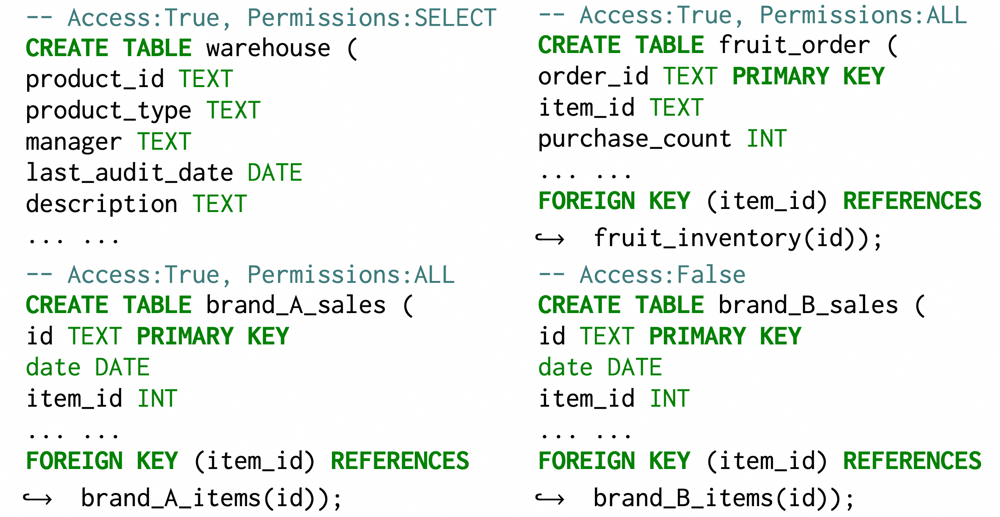 -- Access:True, Permissions:SELECT
CREATE TABLE warehouse (
product_id TEXT
product_type TEXT
manager TEXT
last_audit_date DATE
description TEXT
... ...
-- Access:True, Permissions:ALL
CREATE TABLE brand_A_sales (
id TEXT PRIMARY KEY
date DATE
item_id INT
... ...
FOREIGN KEY (item_id) REFERENCES
↪ brand_A_items(id));
-- Access:True, Permissions:ALL
CREATE TABLE fruit_order (
order_id TEXT PRIMARY KEY
item_id TEXT
purchase_count INT
... ...
FOREIGN KEY (item_id) REFERENCES
↪ fruit_inventory(id));
-- Access:False
CREATE TABLE brand_B_sales (
id TEXT PRIMARY KEY
date DATE
item_id INT
... ...
FOREIGN KEY (item_id) REFERENCES
↪ brand_B_items(id));